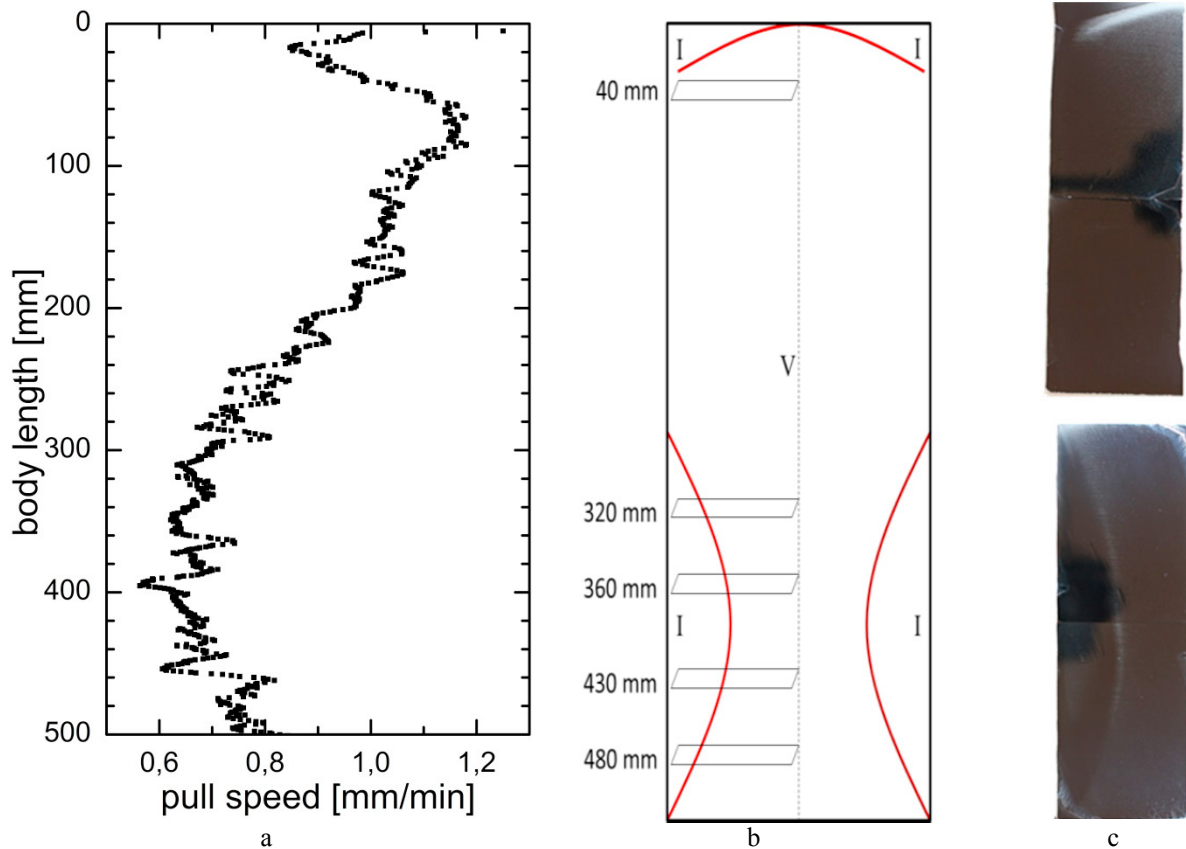 0
100
200
300
400
500
body length [mm]
0,6 0,8 1,0 1,2
pull speed [mm/min]
a
I I
40 mm
V
320 mm
360 mm
I I
430 mm
480 mm
b
c